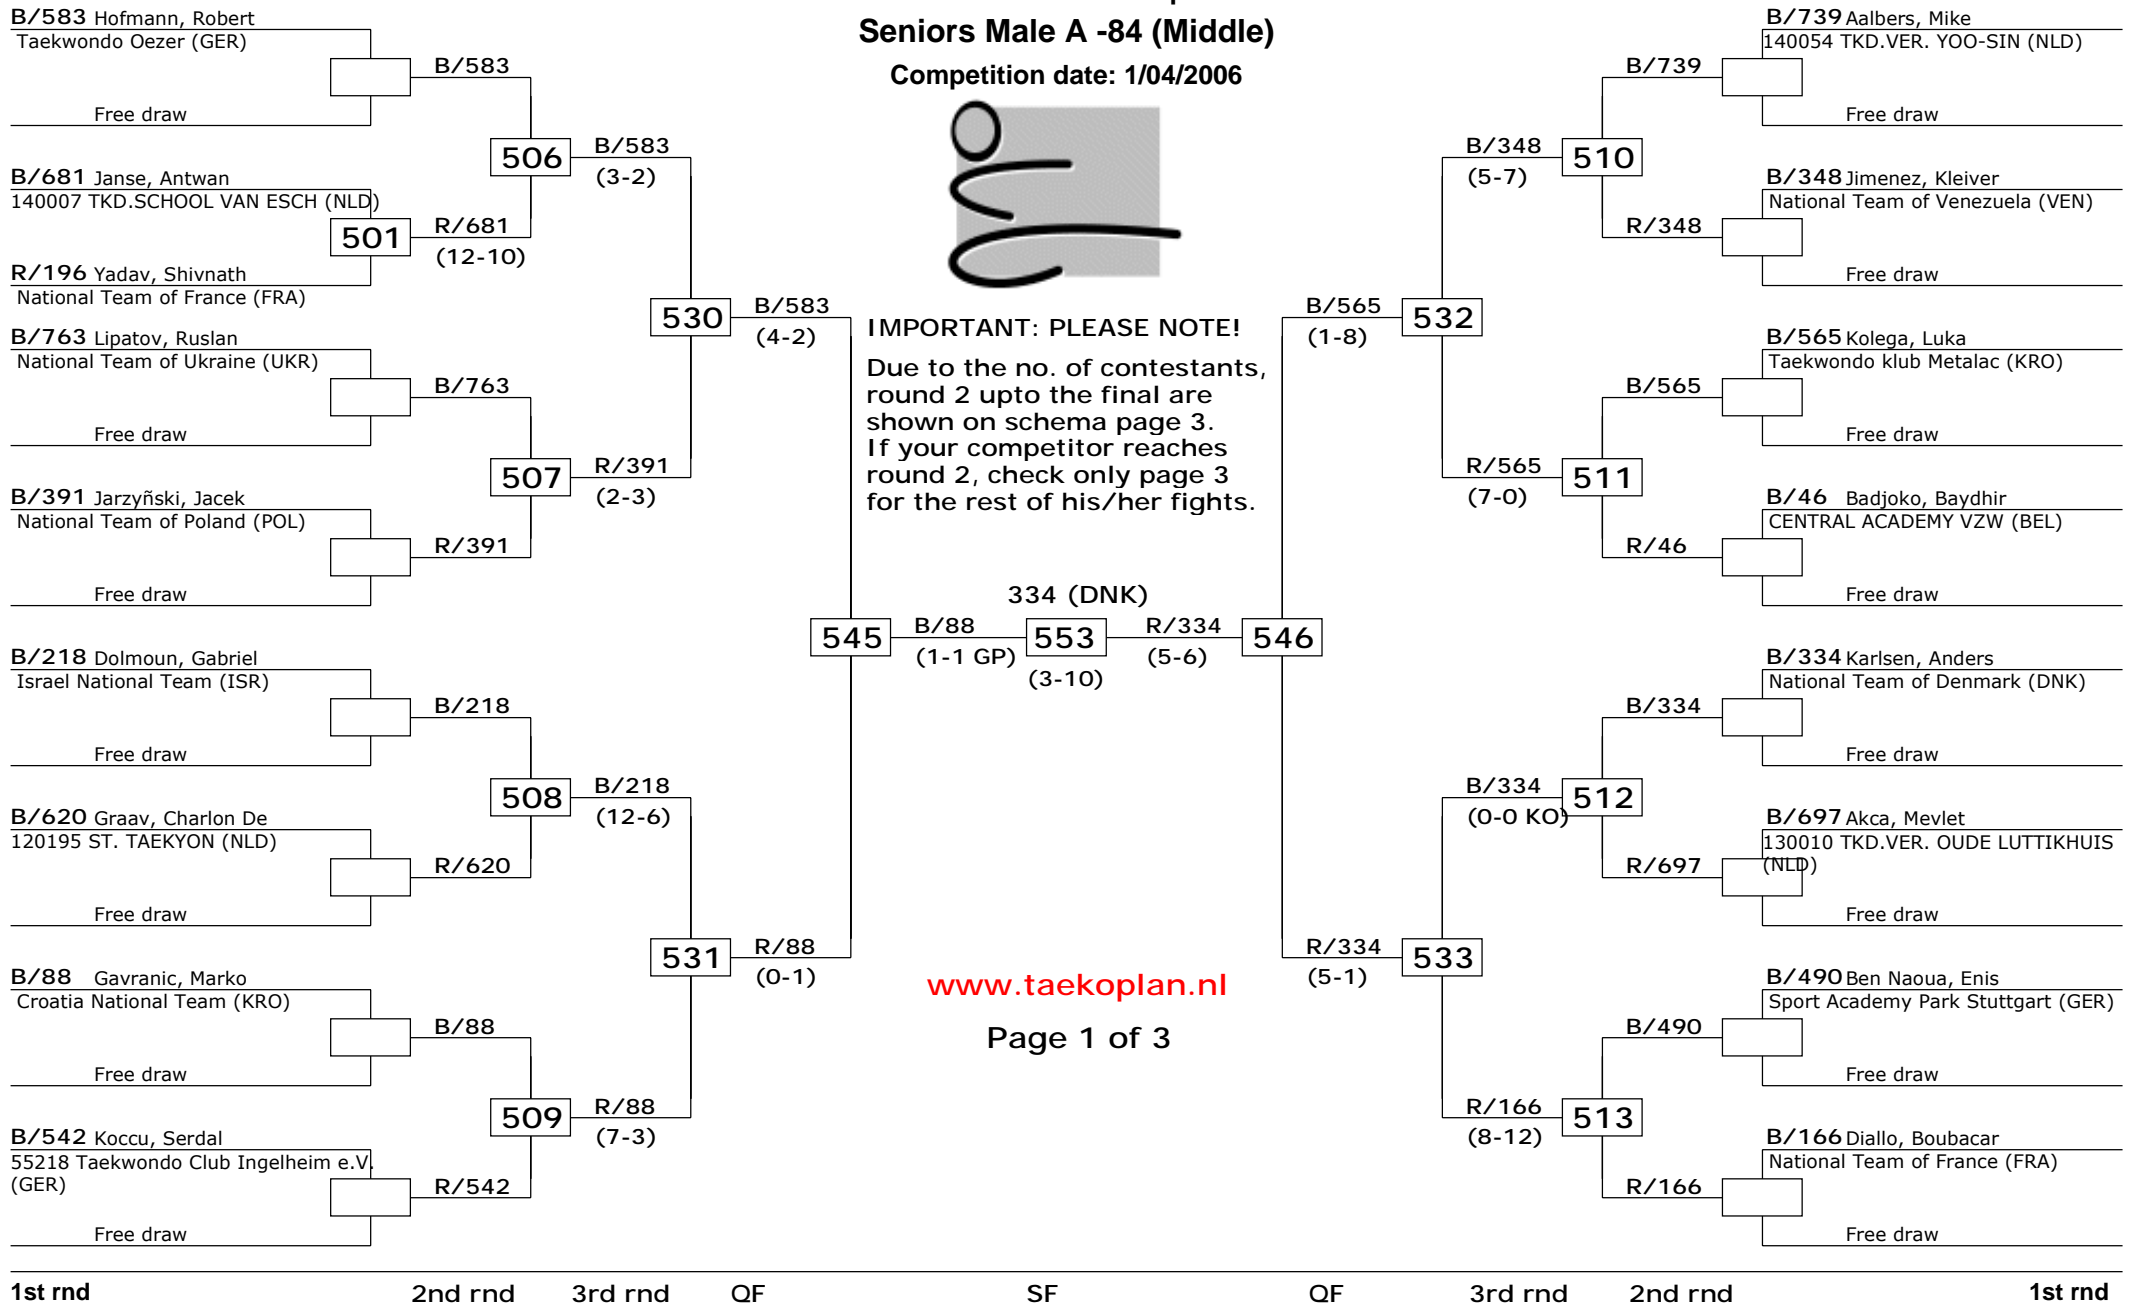 Seniors Male A -84 (Middle)
Competition date: 1/04/2006
B/583 Hofmann, Robert
Taekwondo Oezer (GER)
B/583
Free draw
506
B/583
(3-2)
B/681 Janse, Antwan
140007 TKD.SCHOOL VAN ESCH (NLD)
501
R/681
(12-10)
R/196 Yadav, Shivnath
National Team of France (FRA)
530
B/583
(4-2)
B/763 Lipatov, Ruslan
National Team of Ukraine (UKR)
B/763
Free draw
507
R/391
(2-3)
B/391 Jarzyñski, Jacek
National Team of Poland (POL)
R/391
Free draw
545
B/88
(1-1 GP)
B/218 Dolmoun, Gabriel
Israel National Team (ISR)
B/218
Free draw
508
B/218
(12-6)
B/620 Graav, Charlon De
120195 ST. TAEKYON (NLD)
R/620
Free draw
531
R/88
(0-1)
B/88 Gavranic, Marko
Croatia National Team (KRO)
B/88
Free draw
509
R/88
(7-3)
B/542 Koccu, Serdal
55218 Taekwondo Club Ingelheim e.V.
(GER)
R/542
Free draw
IMPORTANT: PLEASE NOTE!
Due to the no. of contestants,
round 2 upto the final are
shown on schema page 3.
If your competitor reaches
round 2, check only page 3
for the rest of his/her fights.
334 (DNK)
553
(3-10)
www.taekoplan.nl
Page 1 of 3
B/739 Aalbers, Mike
140054 TKD.VER. YOO-SIN (NLD)
B/739
Free draw
B/348
(5-7)
510
B/348 Jimenez, Kleiver
National Team of Venezuela (VEN)
R/348
Free draw
B/565
(1-8)
532
B/565 Kolega, Luka
Taekwondo klub Metalac (KRO)
B/565
Free draw
R/565
(7-0)
511
B/46 Badjoko, Baydhir
CENTRAL ACADEMY VZW (BEL)
R/46
Free draw
R/334
(5-6)
546
B/334 Karlsen, Anders
National Team of Denmark (DNK)
B/334
Free draw
B/334
(0-0 KO)
512
B/697 Akca, Mevlet
130010 TKD.VER. OUDE LUTTIKHUIS
(NLD)
R/697
Free draw
R/334
(5-1)
533
B/490 Ben Naoua, Enis
Sport Academy Park Stuttgart (GER)
B/490
Free draw
R/166
(8-12)
513
B/166 Diallo, Boubacar
National Team of France (FRA)
R/166
Free draw
1st rnd 2nd rnd 3rd rnd QF SF QF 3rd rnd 2nd rnd 1st rnd